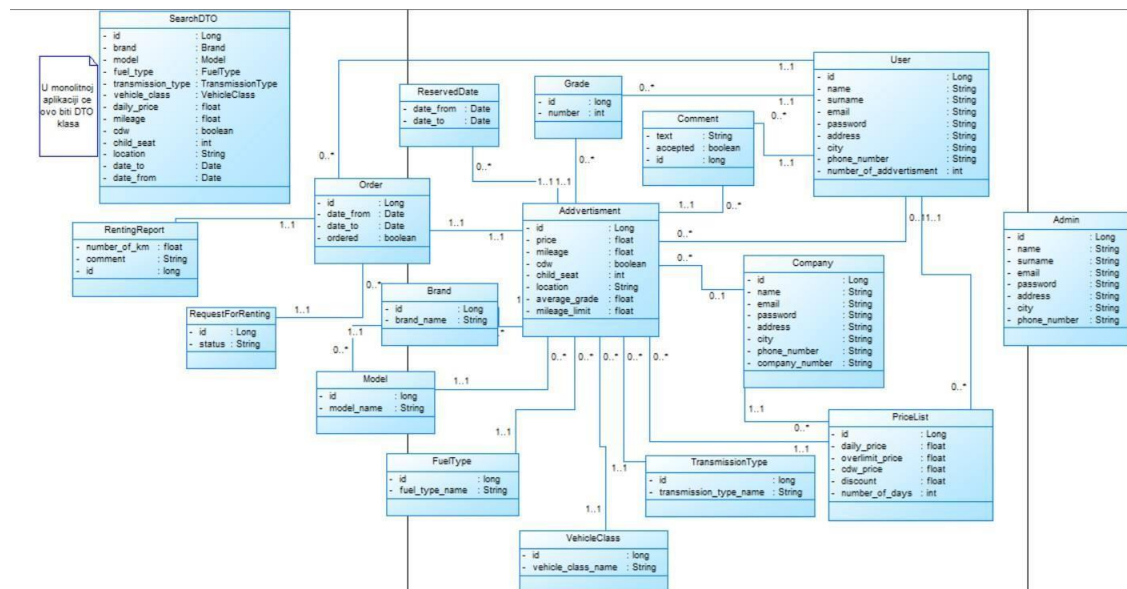 SearchDTO
- id : Long
- brand : Brand
- model : Model
- fuel_type : FuelType
- transmission_type : TransmissionType
- vehicle_class : VehicleClass
- daily_price : float
- mileage : float
- cdw : boolean
- child_seat : int
- location : String
- date_to : Date
- date_from : Date
U monolitnoj
aplikaciji ce
ovo biti DTO
klasa
ReservedDate
- date_from : Date
- date_to : Date
0..*
Grade
- id : long
- number : int
0..*
0..*
1..1
Comment
- text : String
- accepted : boolean
- id : long
0..*
1..1
1..1
User
- id : Long
- name : String
- surname : String
- email : String
- password : String
- address : String
- city : String
- phone_number : String
- number_of_addvertisment : int
1..1
0..*
Order
- id : Long
- date_from : Date
- date_to : Date
- ordered : boolean
1..1
1..1
0..*
RentingReport
- number_of_km : float
- comment : String
- id : long
RequestForRenting
- id : Long
- status : String
1..1
1..1 1..1
Addvertisment
- id : Long
- price : float
- mileage : float
- cdw : boolean
- child_seat : int
- location : String
- average_grade : float
- mileage_limit : float
0..*
0..1
1..1
Admin
- id : Long
- name : String
- surname : String
- email : String
- password : String
- address : String
- city : String
- phone_number : String
Company
- id : Long
- name : String
- email : String
- password : String
- address : String
- city : String
- phone_number : String
- company_number : String
0..*
0..1
Brand
- id : Long
- brand_name : String
1..1
0..*
Model
- id : long
- model_name : String
1..1
0..*
0..*
0..*
0..*
0..*
1..1
0..*
0..*
PriceList
- id : Long
- daily_price : float
- overlimit_price : float
- cdw_price : float
- discount : float
- number_of_days : int
1..1
FuelType
- id : long
- fuel_type_name : String
1..1
TransmissionType
- id : long
- transmission_type_name : String
1..1
VehicleClass
- id : long
- vehicle_class_name : String
1..1